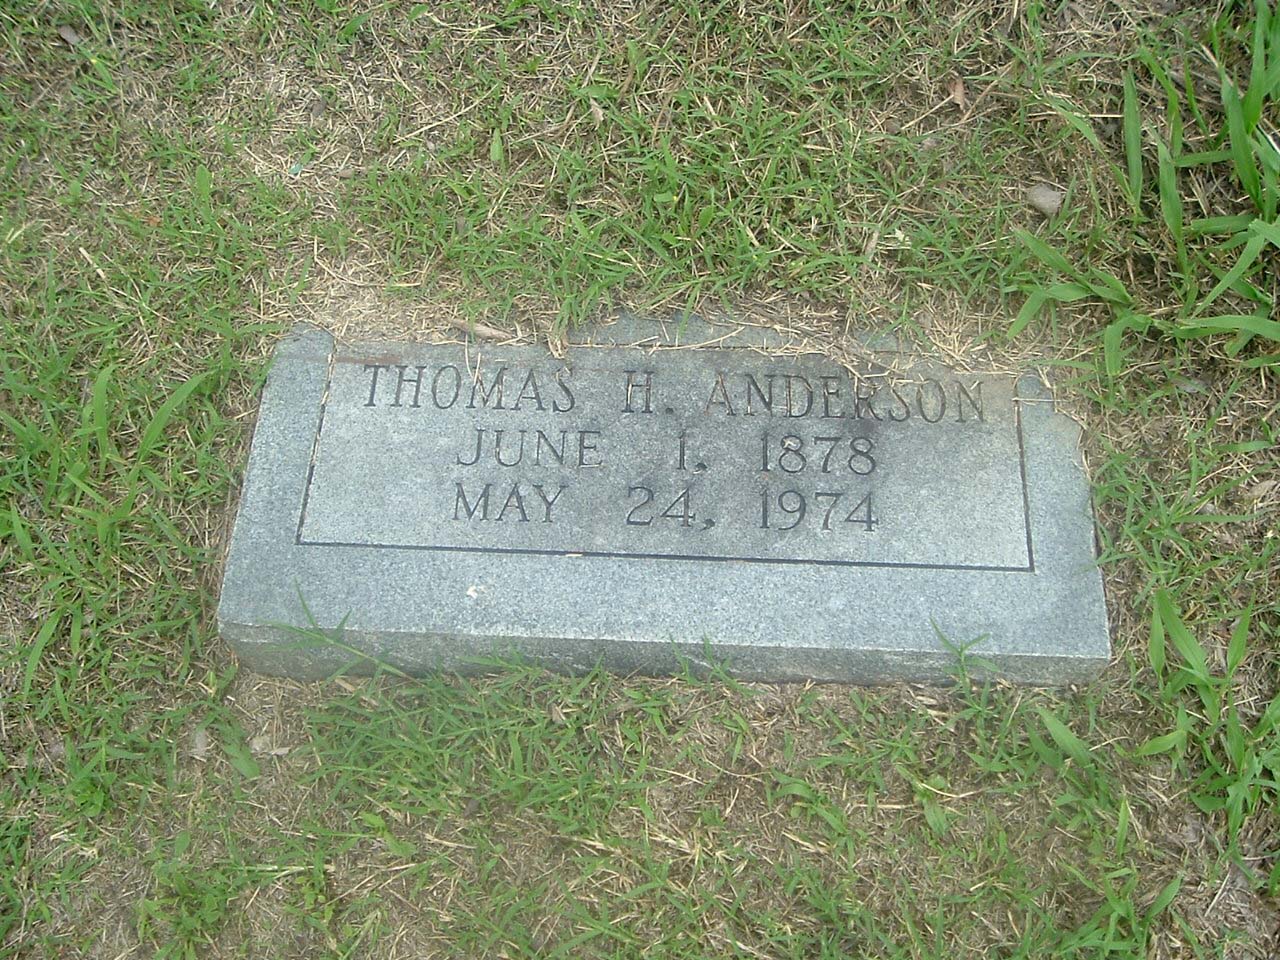 THOMAS H. ANDERSON
JUNE 1, 1878
MAY 24, 1974